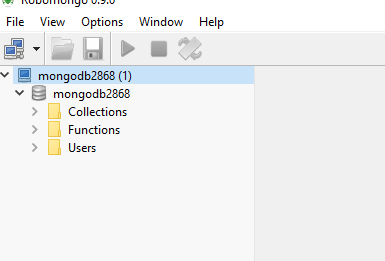 Robomongo 0.9.0
File View Options Window Help
mongodb2868 (1)
mongodb2868
Collections
Functions
Users